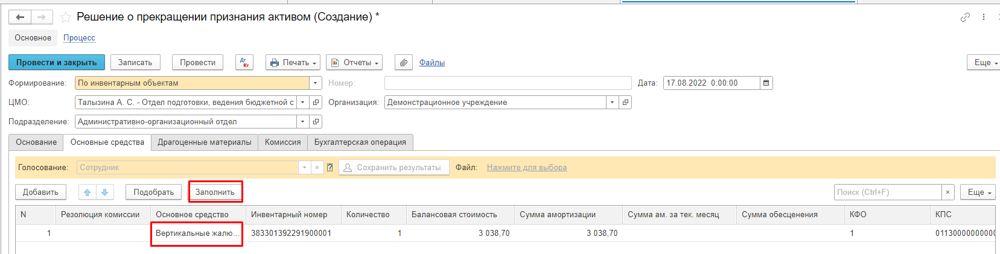 Решение о прекращении признания активом (Создание) *
Основное Процесс
Провести и закрыть Записать Провести Дт Кт Печать Отчеты Файлы Еще
Формирование: По инвентарным объектам Номер: Дата: 17.08.2022 0:00:00
ЦМО: Талызина А. С. - Отдел подготовки, ведения бюджетной с Организация: Демонстрационное учреждение
Подразделение: Административно-организационный отдел
Основание Основные средства Драгоценные материалы Комиссия Бухгалтерская операция
Голосование: Сотрудник × ? Сохранить результаты Файл: Нажмите для выбора
Добавить Подобрать Заполнить Поиск (Ctrl+F) × Еще
N Резолюция комиссии Основное средство Инвентарный номер Количество Балансовая стоимость Сумма амортизации Сумма ам. за тек. месяц Сумма обесценения КФО КПС
1 Вертикальные жалю... 383301392291900001 1 3 038,70 3 038,70 1 01130000000000